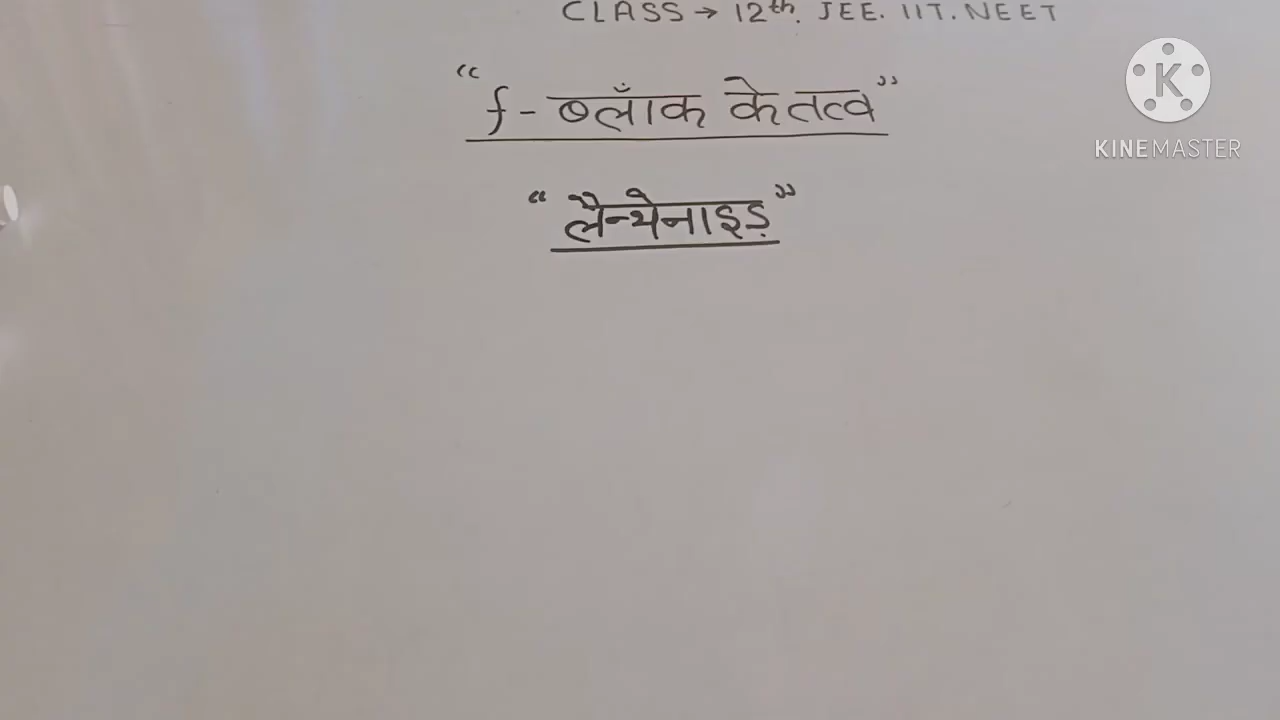 CLASS → 12th. JEE. IIT. NEET
"f - ब्लॉक के तत्व"
"लैन्थेनाइड़"
K
KINEMASTER